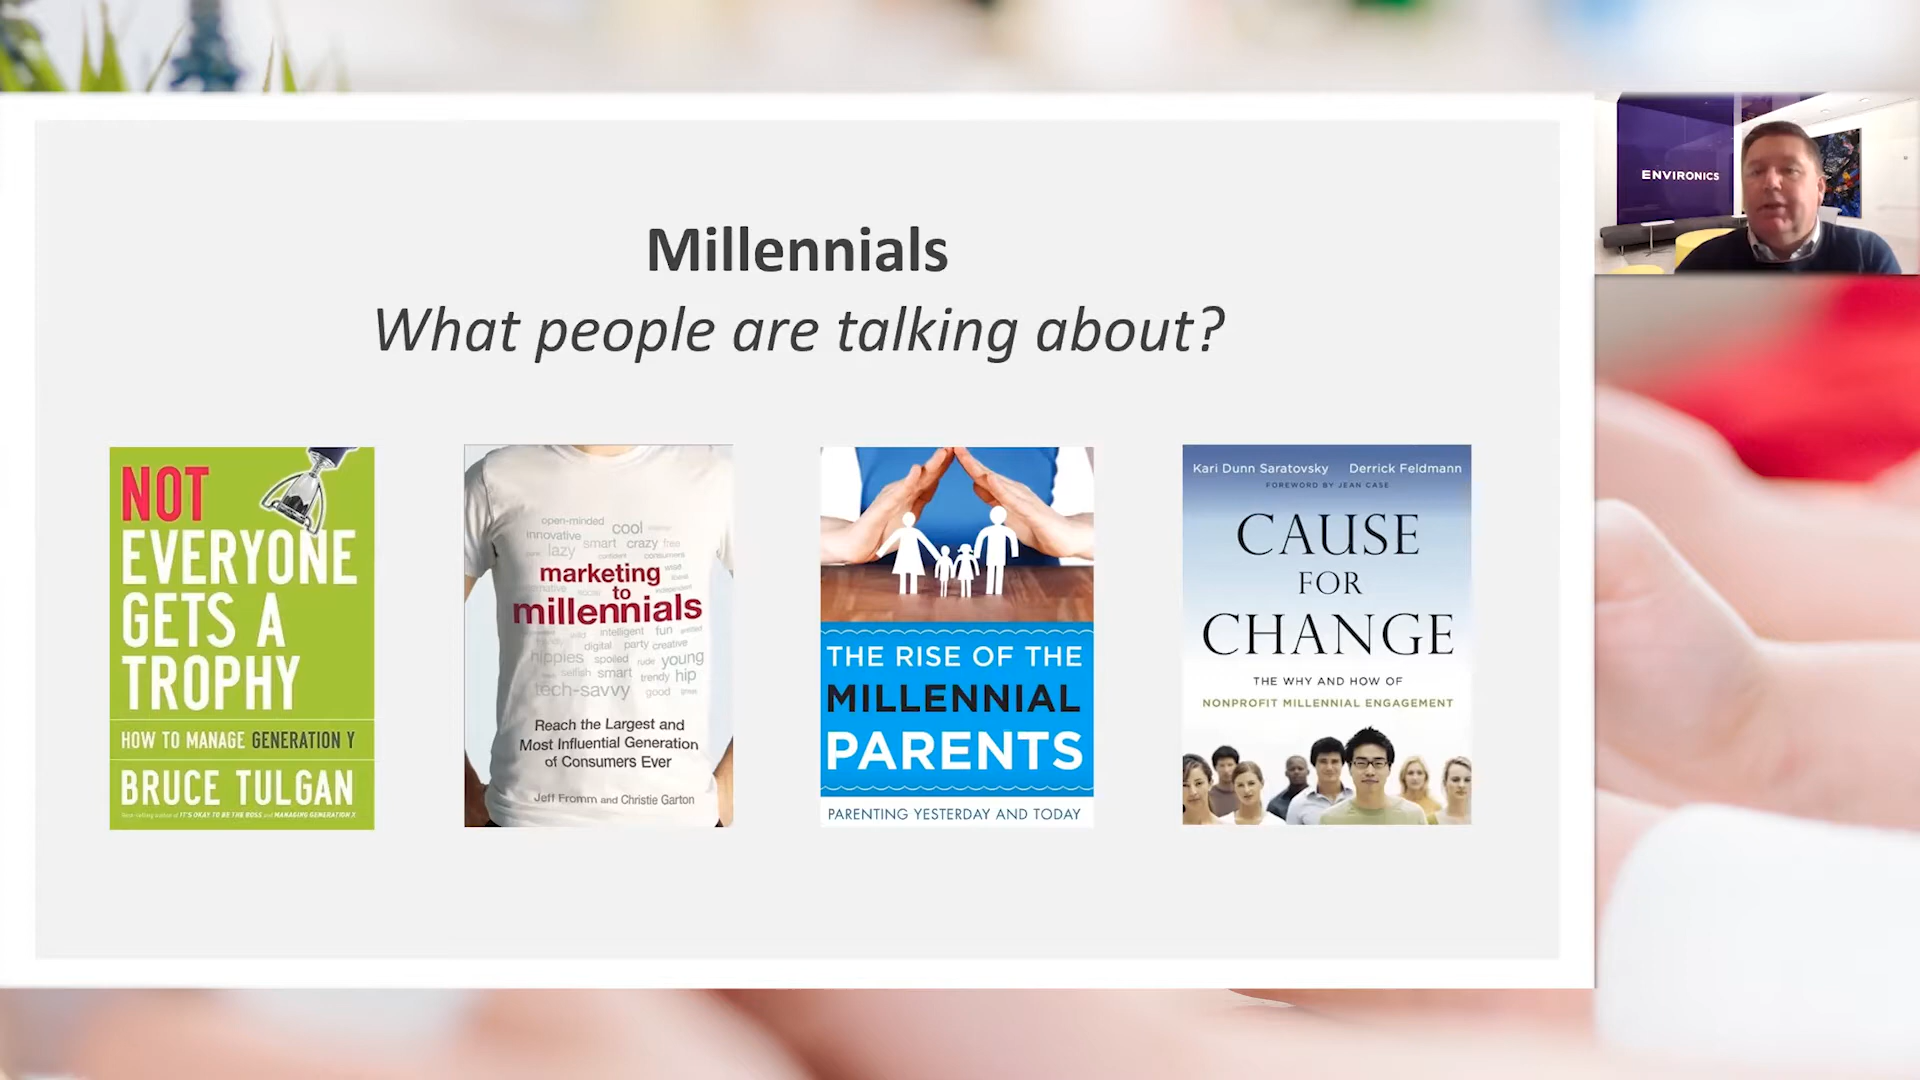 Millennials
What people are talking about?
NOT
EVERYONE
GETS A
TROPHY
HOW TO MANAGE GENERATION Y
BRUCE TULGAN
Best-selling author of IT'S OKAY TO BE THE BOSS and MANAGING GENERATION X
open-minded cool
innovative smart crazy free
lazy confident consumers
marketing wise
to
millennials
wild intelligent fun
digital party creative
hippies spoiled rude young
selfish smart trendy hip
tech-savvy good
Reach the Largest and
Most Influential Generation
of Consumers Ever
Jeff Fromm and Christie Garton
THE RISE OF THE
MILLENNIAL
PARENTS
PARENTING YESTERDAY AND TODAY
Kari Dunn Saratovsky Derrick Feldmann
FOREWORD BY JEAN CASE
CAUSE
FOR
CHANGE
THE WHY AND HOW OF
NONPROFIT MILLENNIAL ENGAGEMENT
ENVIRONICS